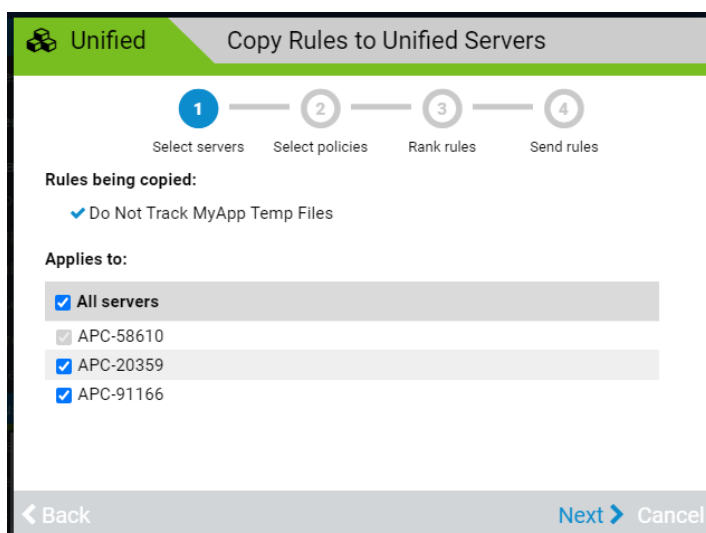 Unified Copy Rules to Unified Servers
1 2 3 4
Select servers Select policies Rank rules Send rules
Rules being copied:
Do Not Track MyApp Temp Files
Applies to:
All servers
APC-58610
APC-20359
APC-91166
Back Next Cancel